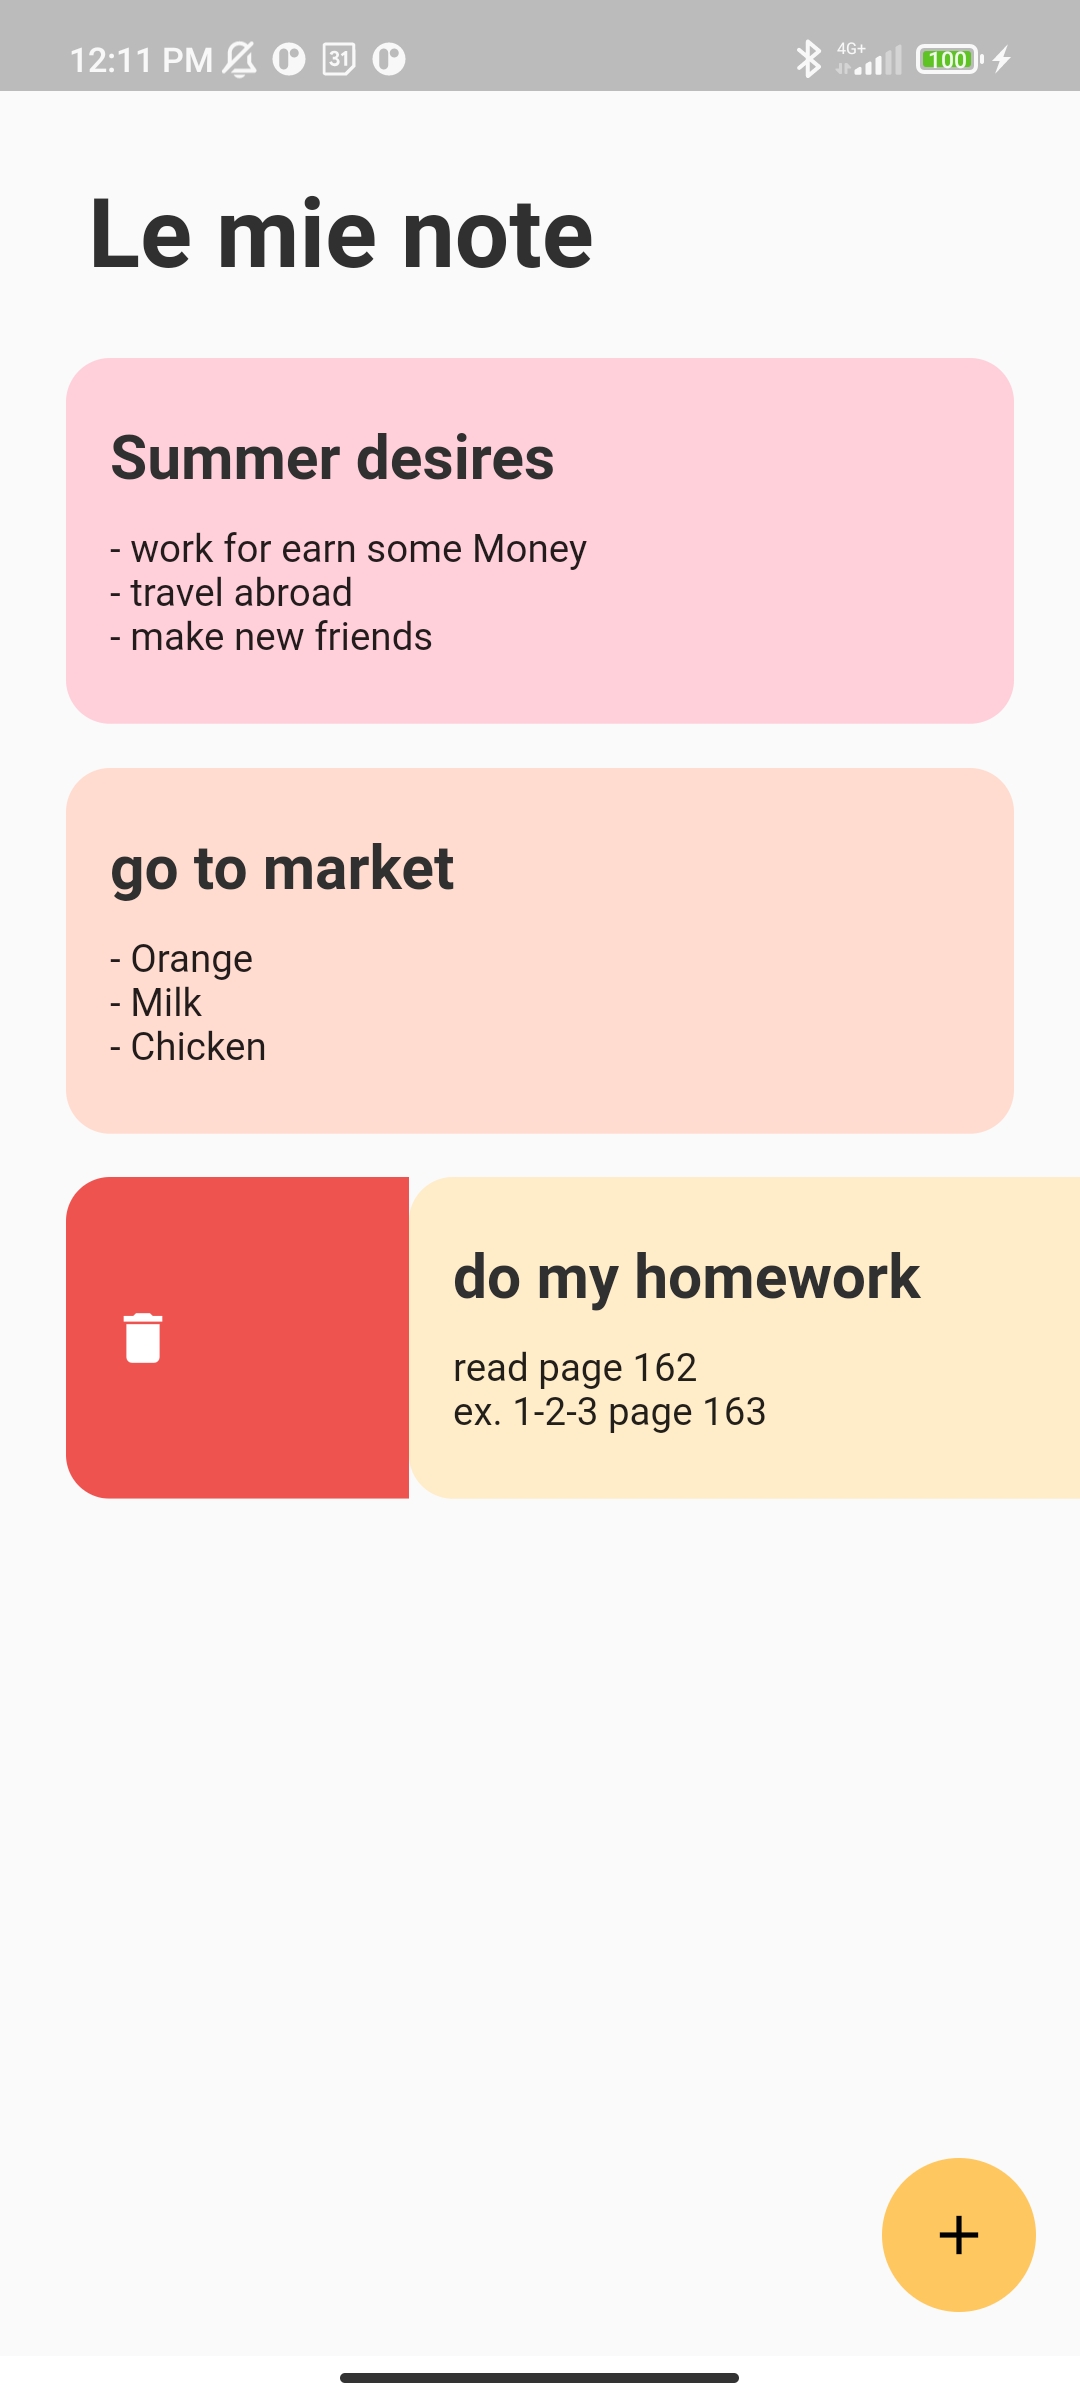 12:11 PM 31 4G+ 100
Le mie note
Summer desires
- work for earn some Money
- travel abroad
- make new friends
go to market
- Orange
- Milk
- Chicken
do my homework
read page 162
ex. 1-2-3 page 163